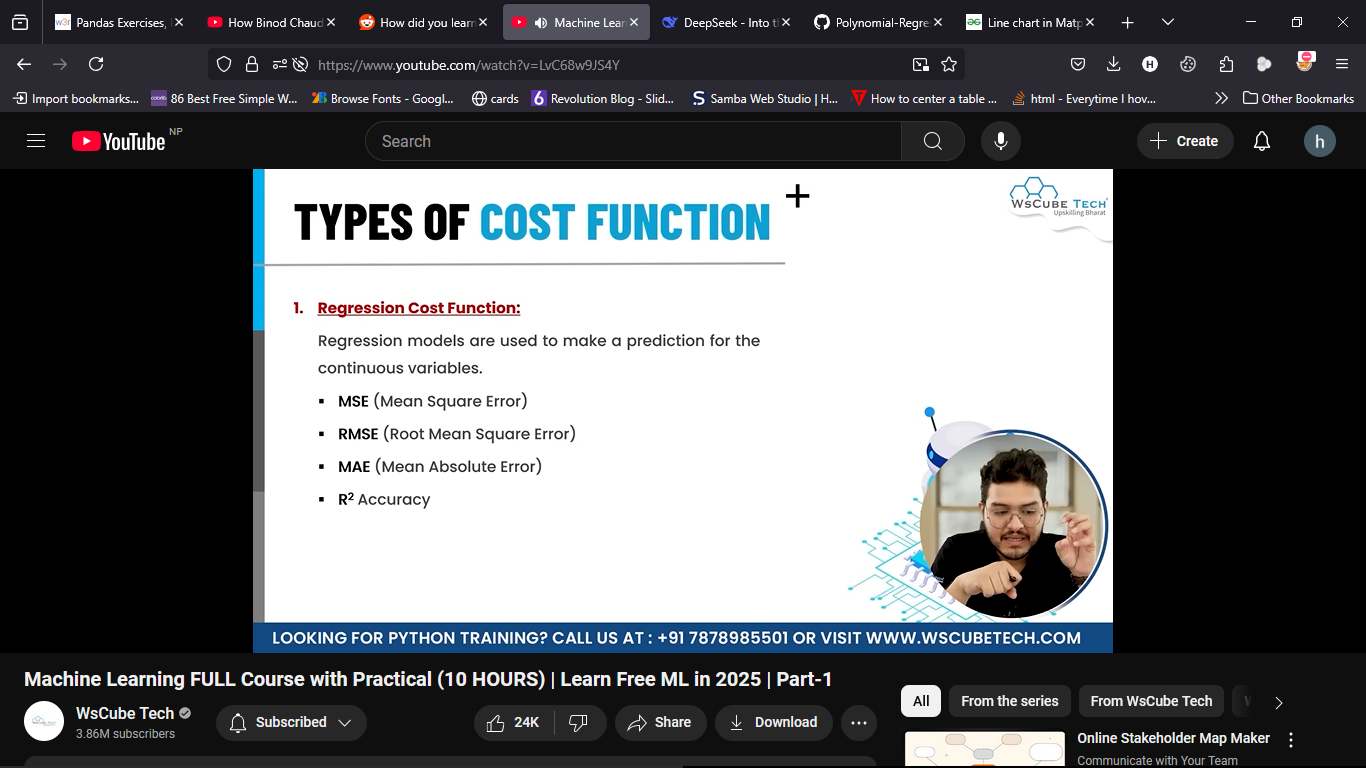 Pandas Exercises,
How Binod Chaud
How did you learn
Machine Lear
DeepSeek - Into th
Polynomial-Regre
Line chart in Matp
https://www.youtube.com/watch?v=LvC68w9JS4Y
Import bookmarks...
86 Best Free Simple W...
Browse Fonts - Googl...
cards
Revolution Blog - Slid...
Samba Web Studio | H...
How to center a table ...
html - Everytime I hov...
Other Bookmarks
YouTube NP
Search
Create
h
TYPES OF COST FUNCTION
WsCube Tech
Upskilling Bharat
1. Regression Cost Function:
Regression models are used to make a prediction for the
continuous variables.
▪ MSE (Mean Square Error)
▪ RMSE (Root Mean Square Error)
▪ MAE (Mean Absolute Error)
▪ R² Accuracy
LOOKING FOR PYTHON TRAINING? CALL US AT : +91 7878985501 OR VISIT WWW.WSCUBETECH.COM
Machine Learning FULL Course with Practical (10 HOURS) | Learn Free ML in 2025 | Part-1
WsCube Tech
3.86M subscribers
Subscribed
24K
Share
Download
All
From the series
From WsCube Tech
Online Stakeholder Map Maker
Communicate with Your Team